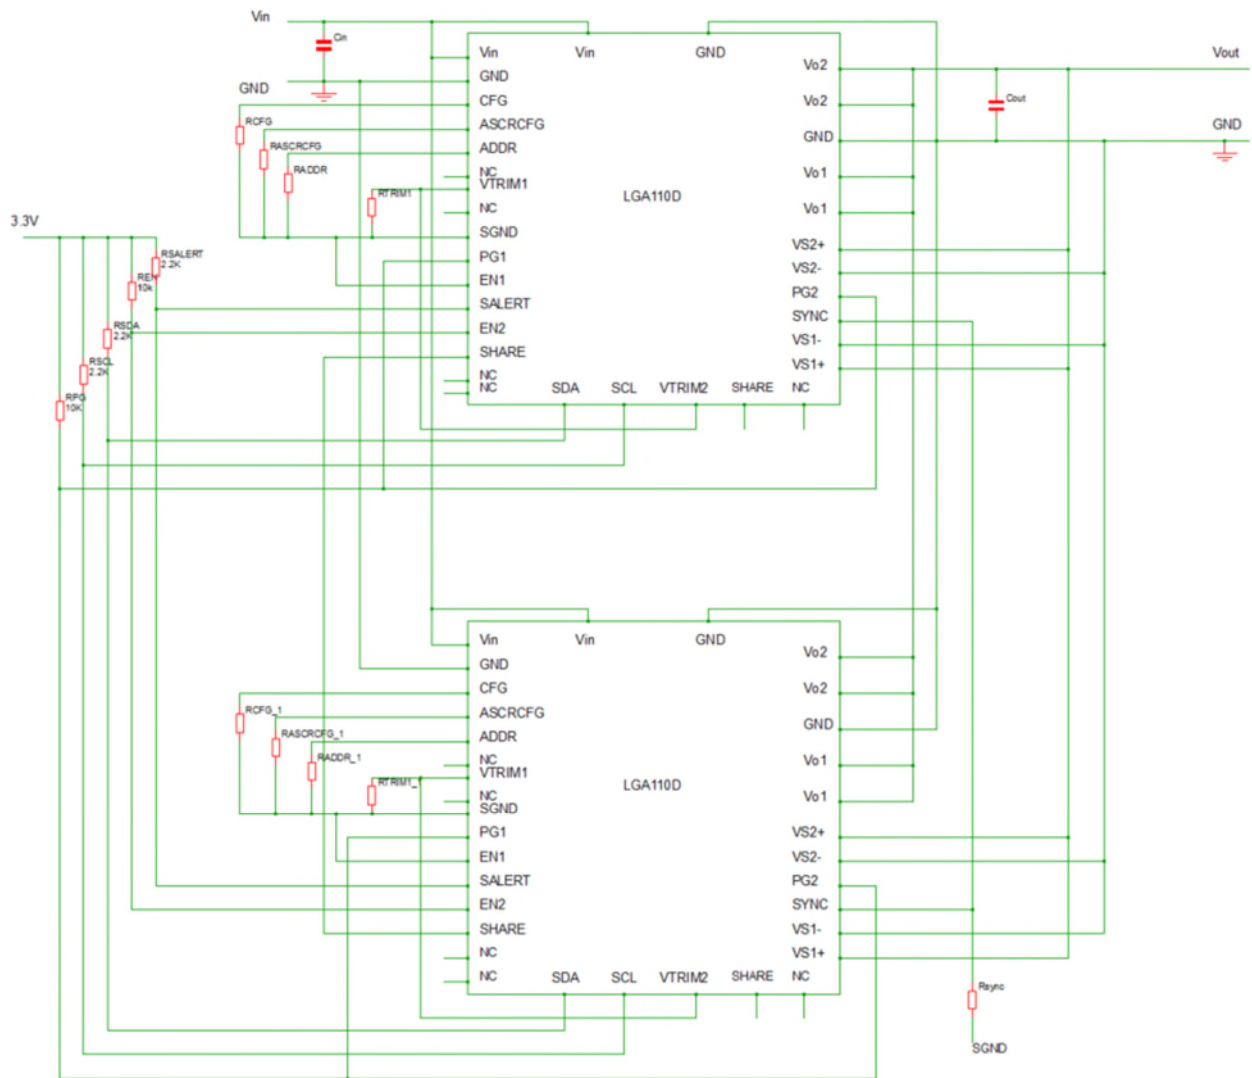 Vin
Cin
GND
Vin
Vin
GND
GND
CFG
ASCRCFG
ADDR
NC
VTRIM1
NC
SGND
PG1
EN1
SALERT
EN2
SHARE
NC
NC
SDA
SCL
VTRIM2
SHARE
NC
LGA110D
Vo2
Vo2
GND
Vo1
Vo1
VS2+
VS2-
PG2
SYNC
VS1-
VS1+
Vout
Cout
GND
RCFG
RASCRCFG
RADDR
RTRIM1
3.3V
RSALERT
2.2K
REN
10k
RSDA
2.2K
RSCL
2.2K
RPG
10K
Vin
Vin
GND
GND
CFG
ASCRCFG
ADDR
NC
VTRIM1
NC
SGND
PG1
EN1
SALERT
EN2
SHARE
NC
NC
SDA
SCL
VTRIM2
SHARE
NC
LGA110D
Vo2
Vo2
GND
Vo1
Vo1
VS2+
VS2-
PG2
SYNC
VS1-
VS1+
RCFG_1
RASCRCFG_1
RADDR_1
RTRIM1_1
Rsync
SGND